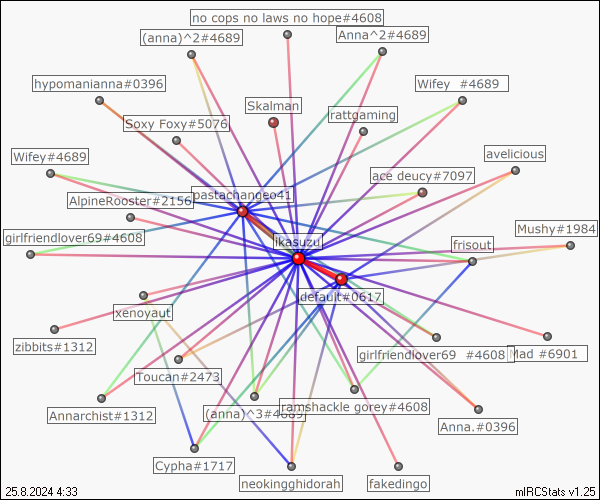 no cops no laws no hope#4608
(anna)^2#4689
Anna^2#4689
hypomanianna#0396
Wifey  #4689
Skalman
rattgaming
Soxy Foxy#5076
Wifey#4689
avelicious
ace deucy#7097
pastachangeo41
AlpineRooster#2156
Mushy#1984
girlfriendlover69#4608
likasuzu
frisout
default#0617
xenoyaut
zibbits#1312
girlfriendlover69  #4608
Mad #6901
Toucan#2473
ramshackle gorey#4608
Annarchist#1312
(anna)^3#4689
Anna.#0396
Cypha#1717
neokingghidorah
fakedingo
25.8.2024 4:33
mIRCStats v1.25